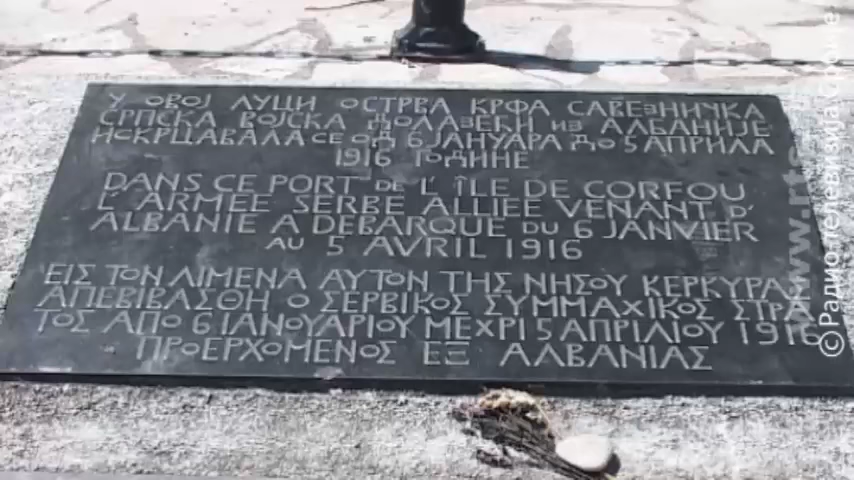 У ОВОЈ ЛУЦИ ОСТРВА КРФА САВЕЗНИЧКА
СРПСКА ВОЈСКА ДОЛАЗЕЋИ ИЗ АЛБАНИЈЕ
ИСКРЦАВАЛА СЕ ОД 6 ЈАНУАРА ДО 5 АПРИЛА
1916 ГОДИНЕ
DANS CE PORT DE L'ÎLE DE CORFOU
L'ARMÉE SERBE ALLIEE VENANT D'
ALBANIE A DEBARQUE DU 6 JANVIER
AU 5 AVRIL 1916
ΕΙΣ ΤΟΝ ΛΙΜΕΝΑ ΑΥΤΟΝ ΤΗΣ ΝΗΣΟΥ ΚΕΡΚΥΡΑΣ
ΑΠΕΒΙΒΑΣΘΗ Ο ΣΕΡΒΙΚΟΣ ΣΥΜΜΑΧΙΚΟΣ ΣΤΡΑ
ΤΟΣ ΑΠΟ 6 ΙΑΝΟΥΑΡΙΟΥ ΜΕΧΡΙ 5 ΑΠΡΙΛΙΟΥ 1916
ΠΡΟΕΡΧΟΜΕΝΟΣ ΕΞ ΑΛΒΑΝΙΑΣ
www.rts